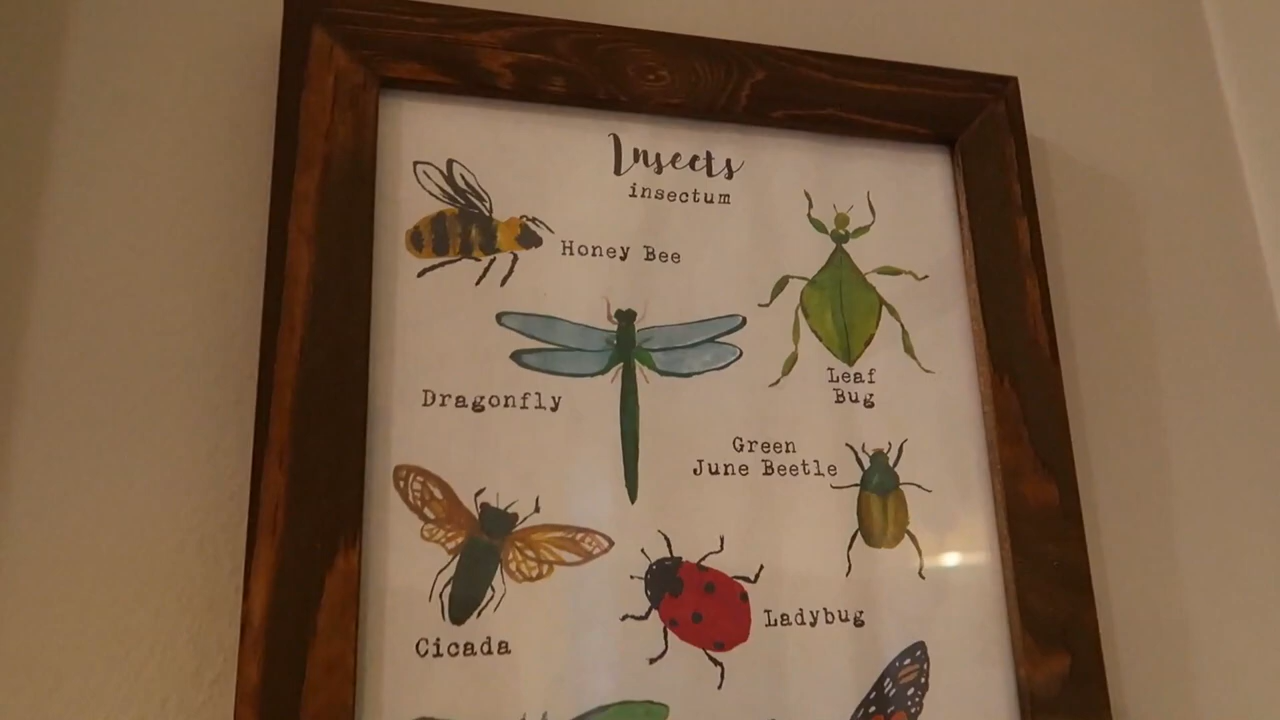 Insects
insectum
Honey Bee
Leaf
Bug
Dragonfly
Green
June Beetle
Ladybug
Cicada